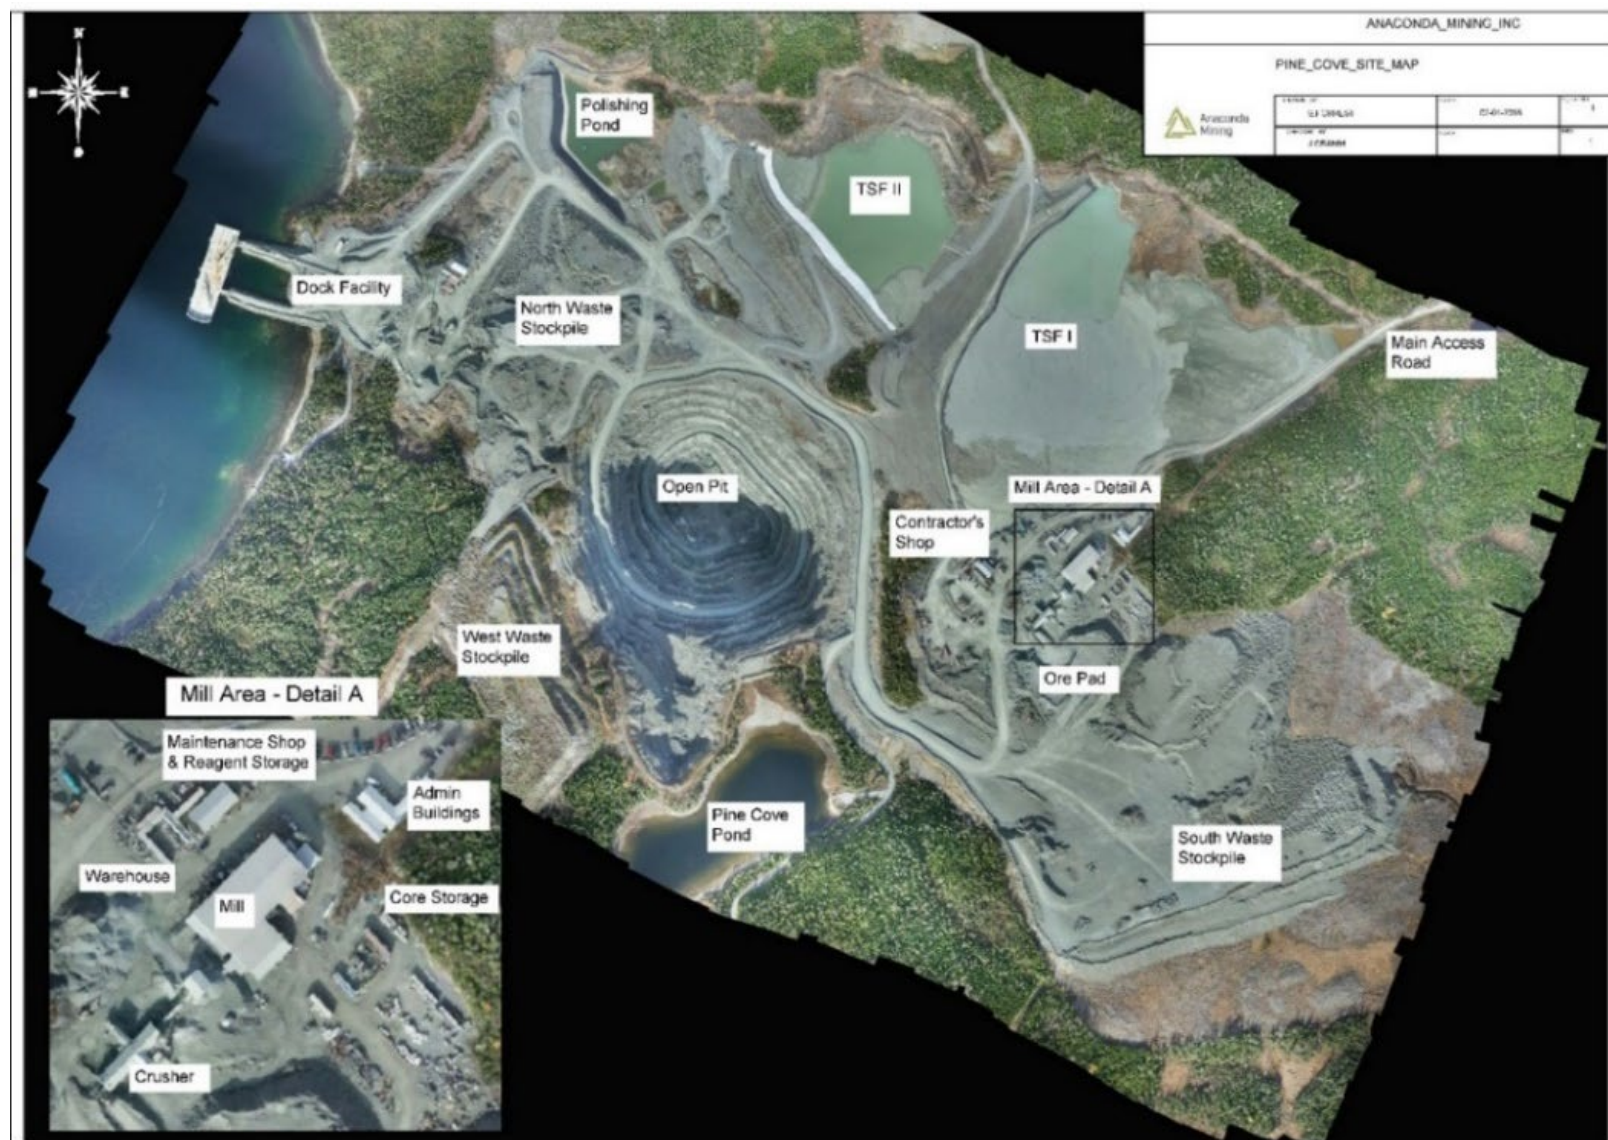 ANACONDA_MINING_INC
PINE_COVE_SITE_MAP
Anaconda
Mining
N
Polishing
Pond
TSF II
Dock Facility
North Waste
Stockpile
TSF I
Main Access
Road
Open Pit
Mill Area - Detail A
Contractor's
Shop
West Waste
Stockpile
Ore Pad
Mill Area - Detail A
Maintenance Shop
& Reagent Storage
Admin
Buildings
Pine Cove
Pond
South Waste
Stockpile
Warehouse
Core Storage
Mill
Crusher